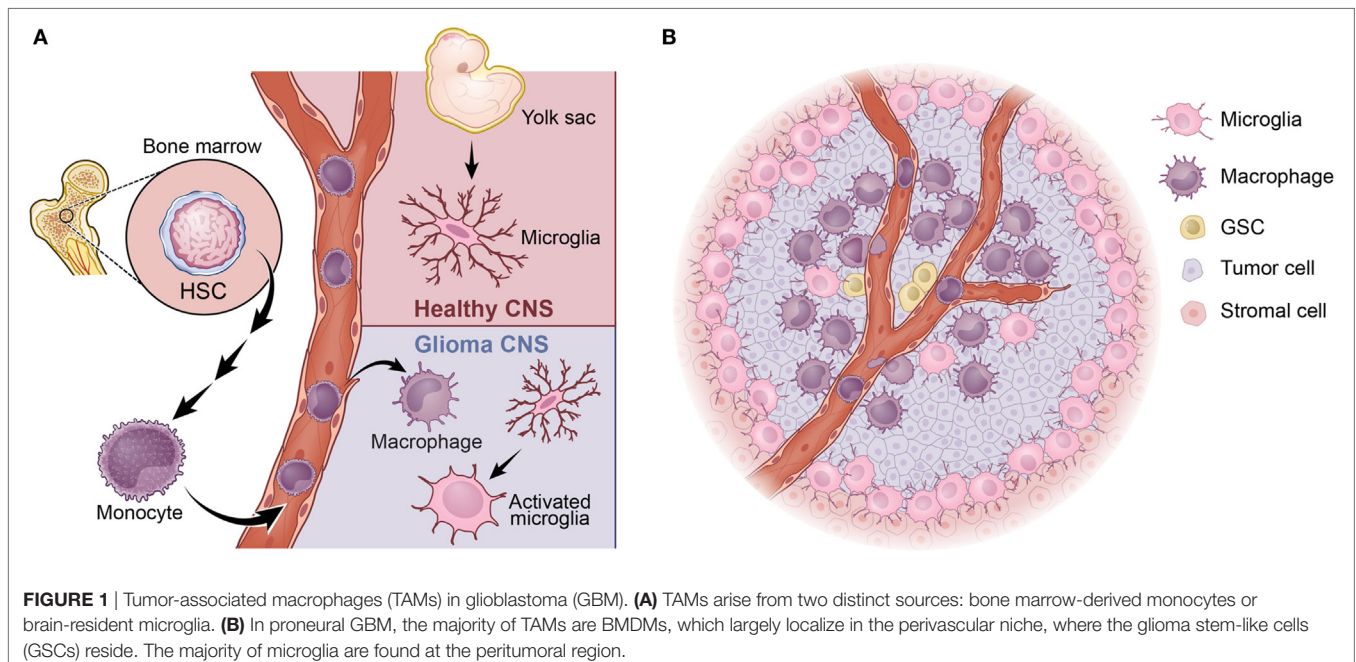 A
Yolk sac
Bone marrow
HSC
Microglia
Healthy CNS
Glioma CNS
Macrophage
Monocyte
Activated
microglia
B
Microglia
Macrophage
GSC
Tumor cell
Stromal cell
FIGURE 1 | Tumor-associated macrophages (TAMs) in glioblastoma (GBM). (A) TAMs arise from two distinct sources: bone marrow-derived monocytes or
brain-resident microglia. (B) In proneural GBM, the majority of TAMs are BMDMs, which largely localize in the perivascular niche, where the glioma stem-like cells
(GSCs) reside. The majority of microglia are found at the peritumoral region.